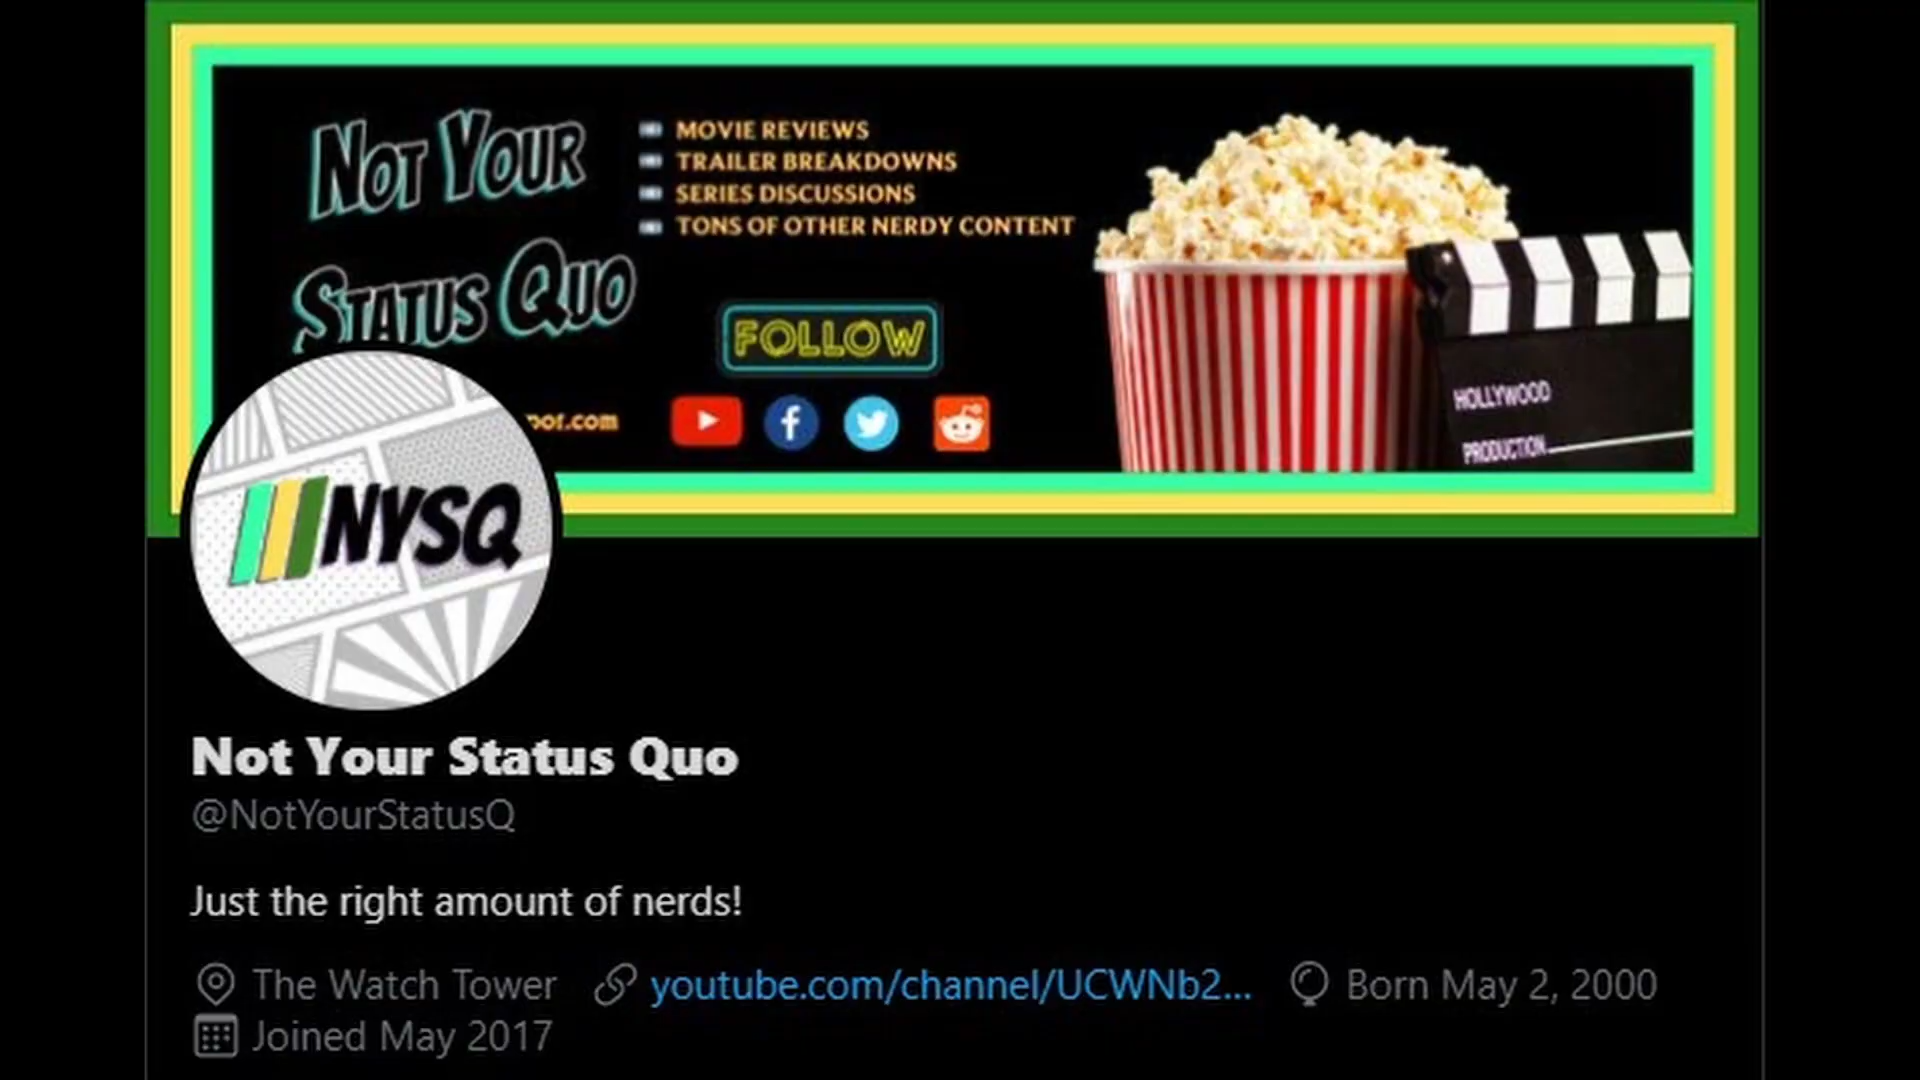 NOT YOUR
STATUS QUO
MOVIE REVIEWS
TRAILER BREAKDOWNS
SERIES DISCUSSIONS
TONS OF OTHER NERDY CONTENT
FOLLOW
HOLLYWOOD
PRODUCTION
NYSQ
Not Your Status Quo
@NotYourStatusQ
Just the right amount of nerds!
The Watch Tower youtube.com/channel/UCWNb2... Born May 2, 2000
Joined May 2017